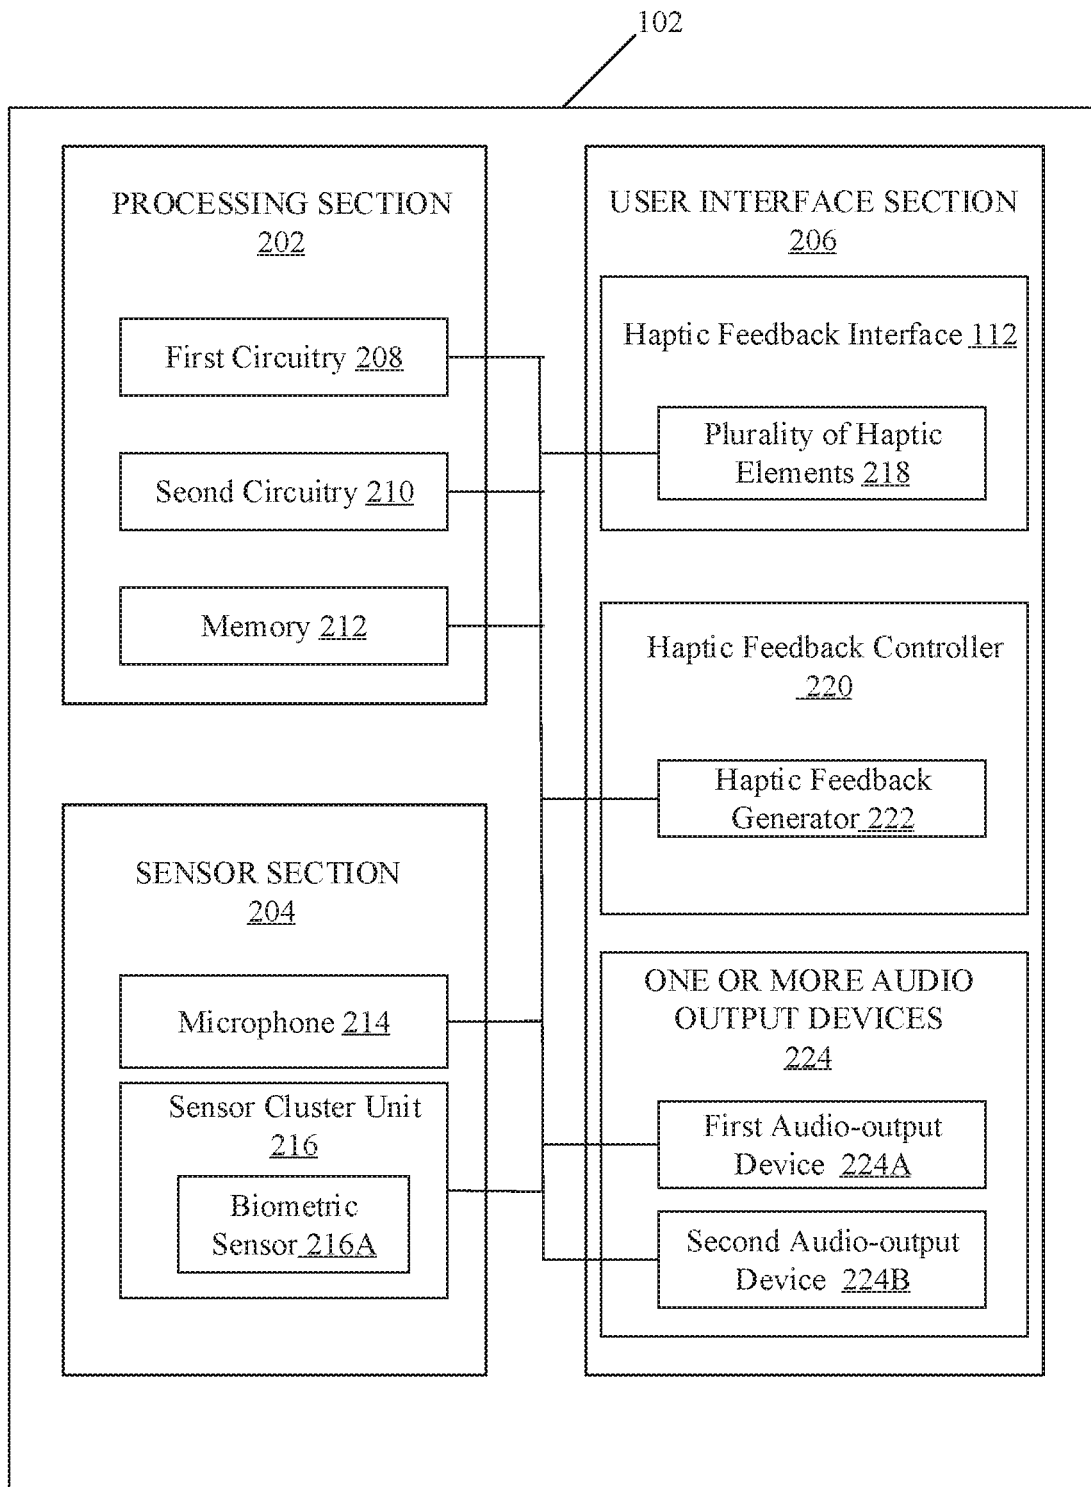 102
PROCESSING SECTION
202
First Circuitry 208
Seond Circuitry 210
Memory 212
SENSOR SECTION
204
Microphone 214
Sensor Cluster Unit
216
Biometric
Sensor 216A
USER INTERFACE SECTION
206
Haptic Feedback Interface 112
Plurality of Haptic
Elements 218
Haptic Feedback Controller
220
Haptic Feedback
Generator 222
ONE OR MORE AUDIO
OUTPUT DEVICES
224
First Audio-output
Device 224A
Second Audio-output
Device 224B